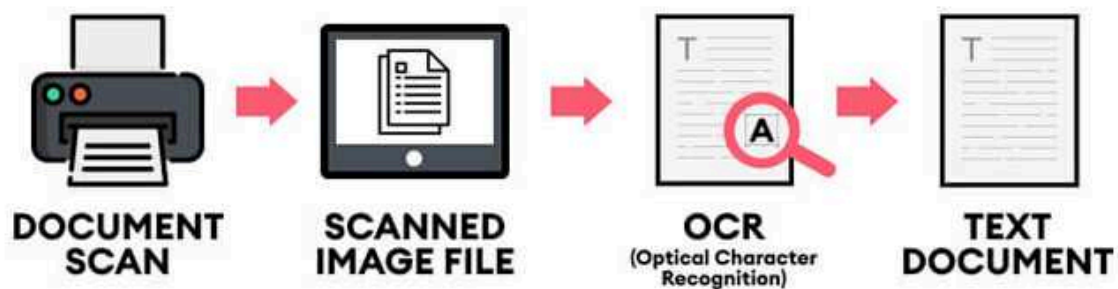 T
A
T
DOCUMENT
SCAN
SCANNED
IMAGE FILE
OCR
(Optical Character
Recognition)
TEXT
DOCUMENT